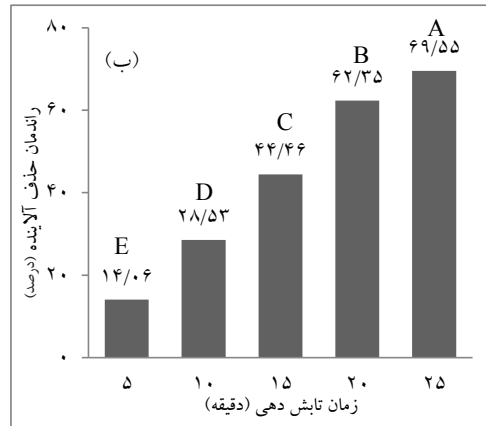 (ب)
راندمان حذف آلاینده (درصد)
۸۰
۶۰
۴۰
۲۰
۰
E
۱۴/۰۶
D
۲۸/۵۳
C
۴۴/۴۶
B
۶۲/۳۵
A
۶۹/۵۵
۵ ۱۰ ۱۵ ۲۰ ۲۵
زمان تابش دهی (دقیقه)